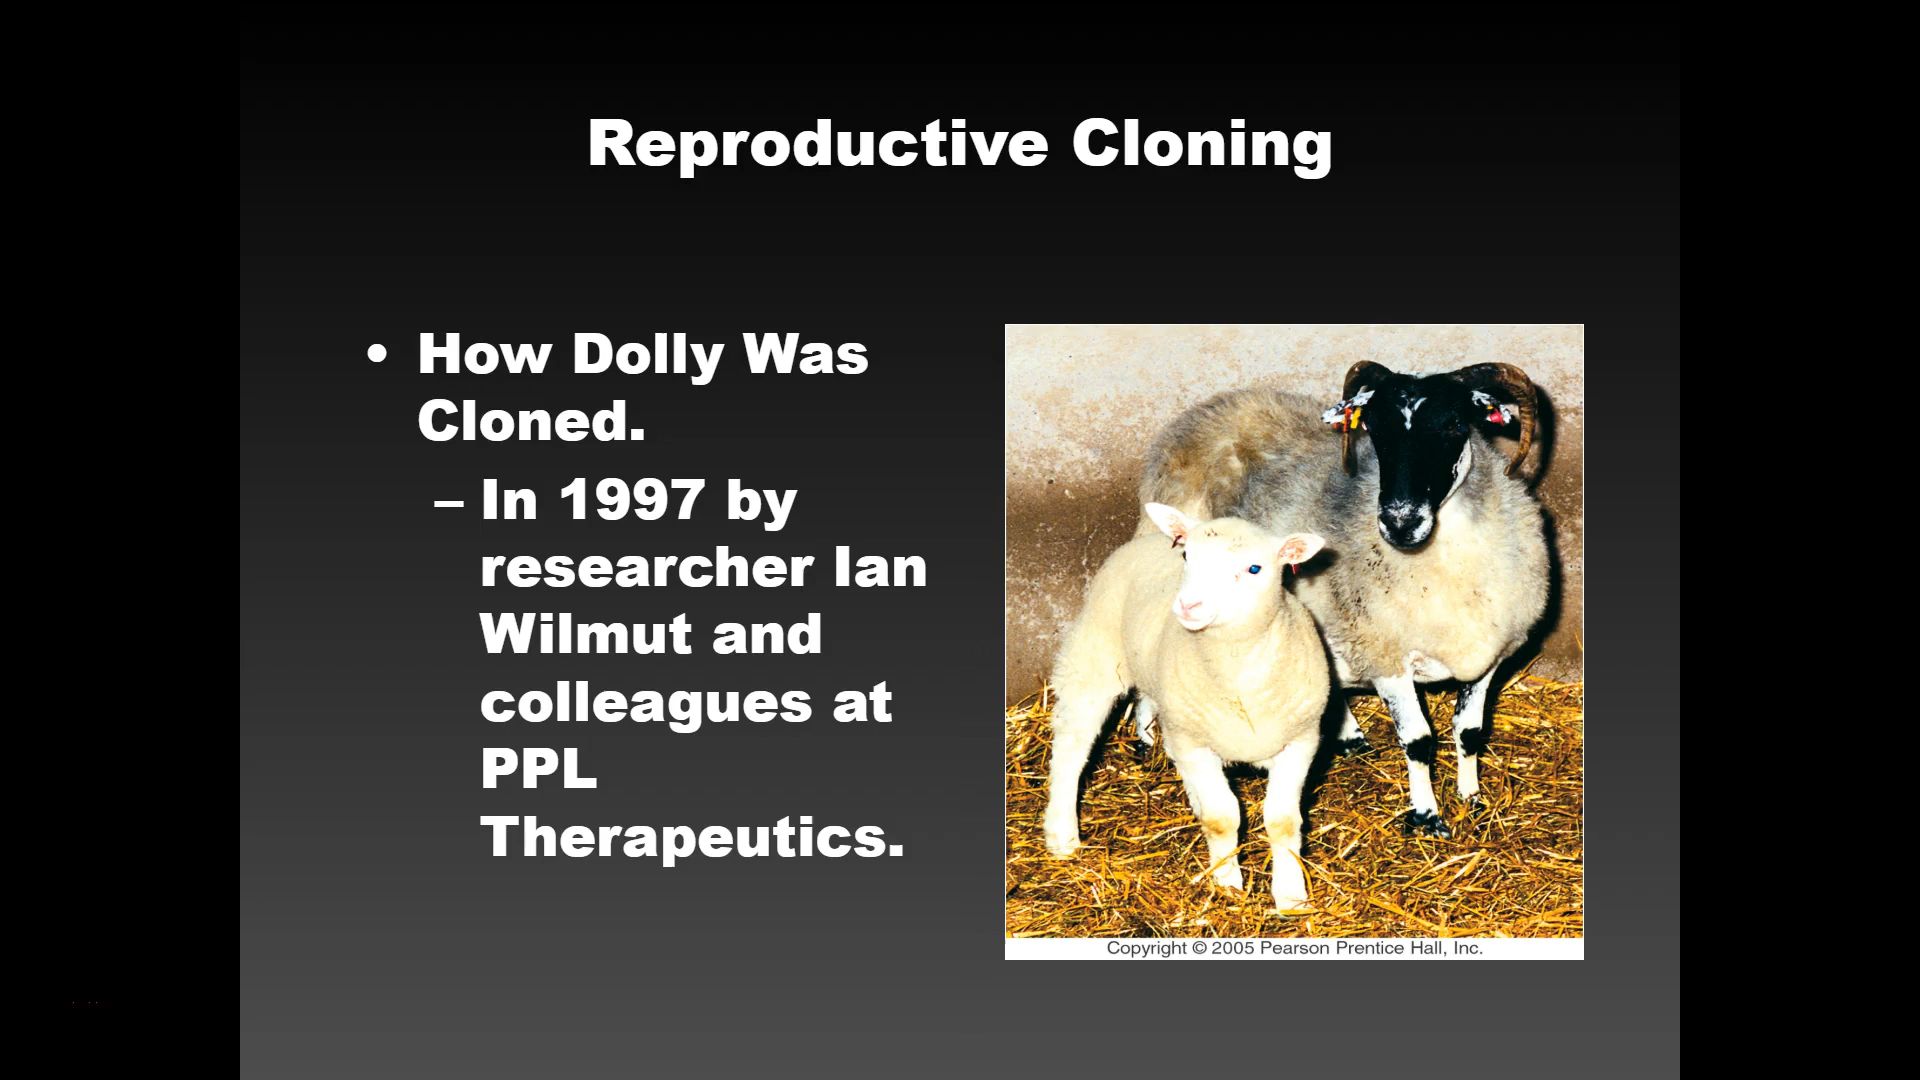 Reproductive Cloning
• How Dolly Was
Cloned.
– In 1997 by
researcher Ian
Wilmut and
colleagues at
PPL
Therapeutics.
Copyright © 2005 Pearson Prentice Hall, Inc.